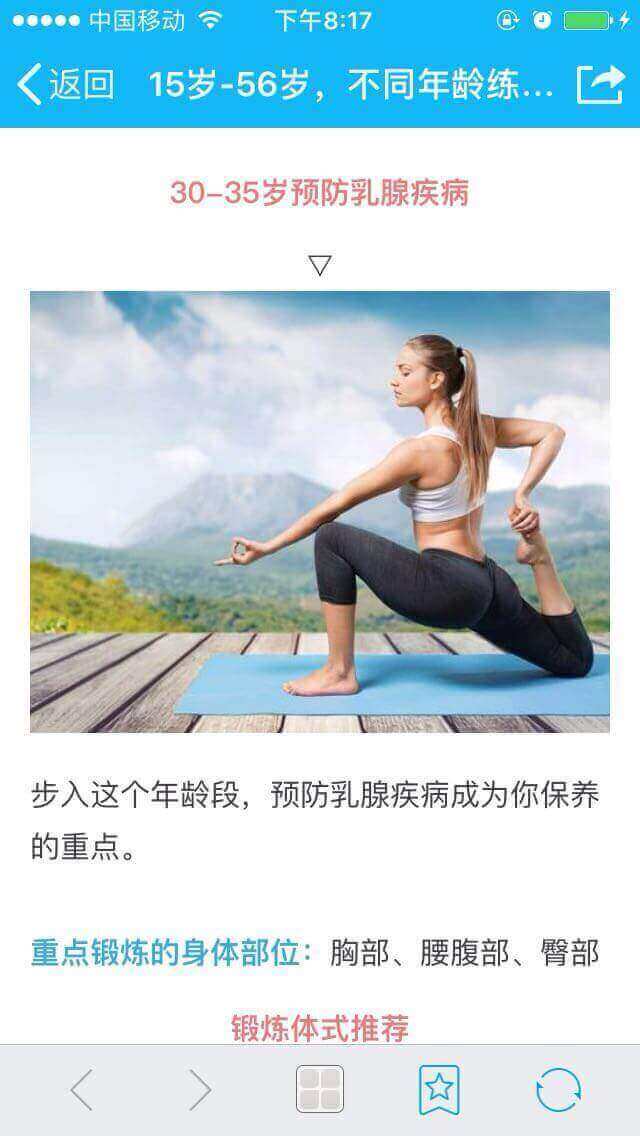 中国移动 下午8:17
返回 15岁-56岁，不同年龄练...
30-35岁预防乳腺疾病
步入这个年龄段，预防乳腺疾病成为你保养
的重点。
重点锻炼的身体部位：胸部、腰腹部、臀部
锻炼体式推荐